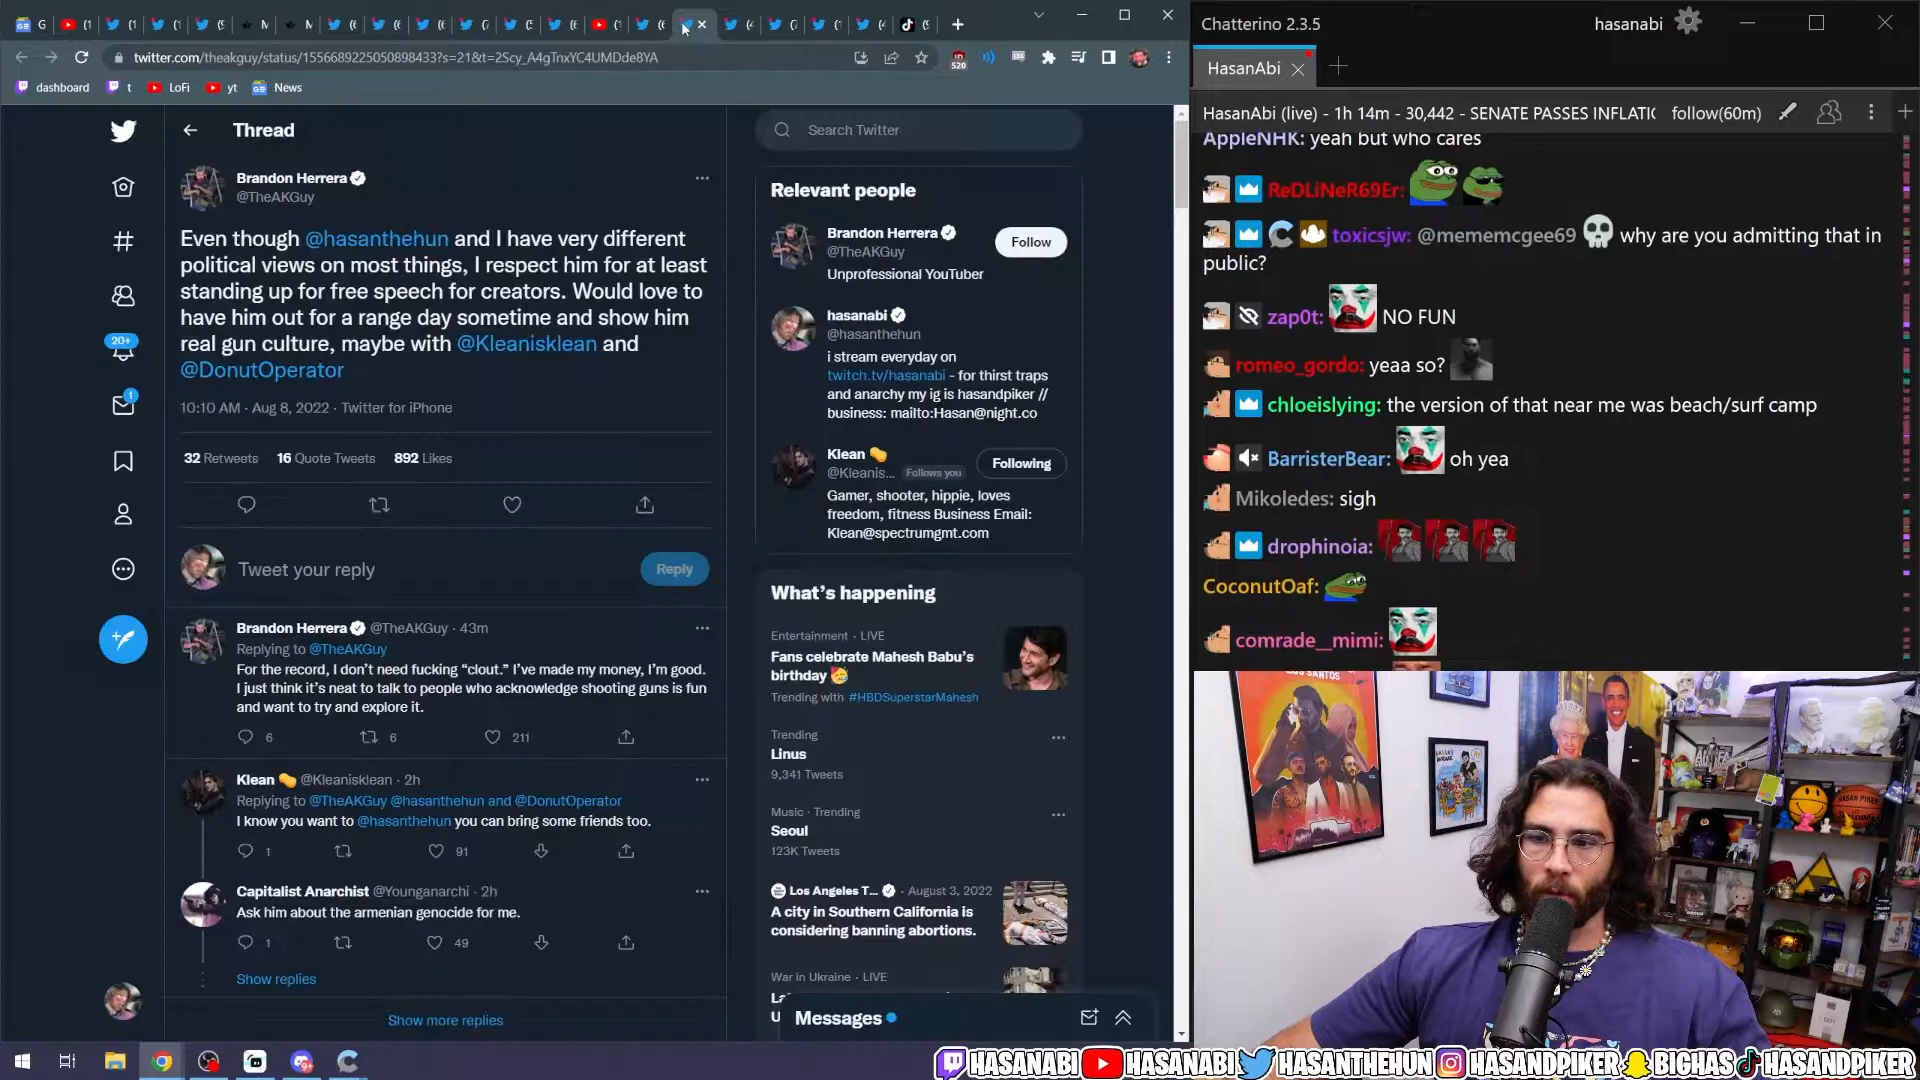 twitter.com/theakguy/status/1556689225050898433?s=21&t=2Scy_A4gTnxYC4UMDde8YA
520
dashboard
t
LoFi
yt
News
Thread
Brandon Herrera
@TheAKGuy
Even though @hasanthehun and I have very different
political views on most things, I respect him for at least
standing up for free speech for creators. Would love to
have him out for a range day sometime and show him
real gun culture, maybe with @Kleanisklean and
@DonutOperator
10:10 AM · Aug 8, 2022 · Twitter for iPhone
32 Retweets 16 Quote Tweets 892 Likes
Tweet your reply
Reply
Brandon Herrera @TheAKGuy · 43m
Replying to @TheAKGuy
For the record, I don't need fucking “clout.” I've made my money, I'm good.
I just think it's neat to talk to people who acknowledge shooting guns is fun
and want to try and explore it.
6 6 211
Klean @Kleanisklean · 2h
Replying to @TheAKGuy @hasanthehun and @DonutOperator
I know you want to @hasanthehun you can bring some friends too.
1 91
Capitalist Anarchist @Younganarchi · 2h
Ask him about the armenian genocide for me.
1 49
Show replies
Show more replies
20+
1
Search Twitter
Relevant people
Brandon Herrera
@TheAKGuy
Follow
Unprofessional YouTuber
hasanabi
@hasanthehun
i stream everyday on
twitch.tv/hasanabi - for thirst traps
and anarchy my ig is hasandpiker //
business: mailto:Hasan@night.co
Klean
@Kleanis... Follows you
Following
Gamer, shooter, hippie, loves
freedom, fitness Business Email:
Klean@spectrumgmt.com
What's happening
Entertainment · LIVE
Fans celebrate Mahesh Babu's
birthday
Trending with #HBDSuperstarMahesh
Trending
Linus
9,341 Tweets
Music · Trending
Seoul
123K Tweets
Los Angeles T... · August 3, 2022
A city in Southern California is
considering banning abortions.
War in Ukraine · LIVE
Messages
Chatterino 2.3.5
hasanabi
HasanAbi
HasanAbi (live) - 1h 14m - 30,442 - SENATE PASSES INFLATIC follow(60m)
AppleNHK: yeah but who cares
ReDLiNeR69Er:
toxicsjw: @mememcgee69 why are you admitting that in
public?
zap0t: NO FUN
romeo_gordo: yeaa so?
chloeislying: the version of that near me was beach/surf camp
BarristerBear: oh yea
Mikoledes: sigh
drophinoia:
CoconutOaf:
comrade__mimi:
HASANABI HASANABI HASANTHEHUN HASANDPIKER BIGHAS HASANDPIKER